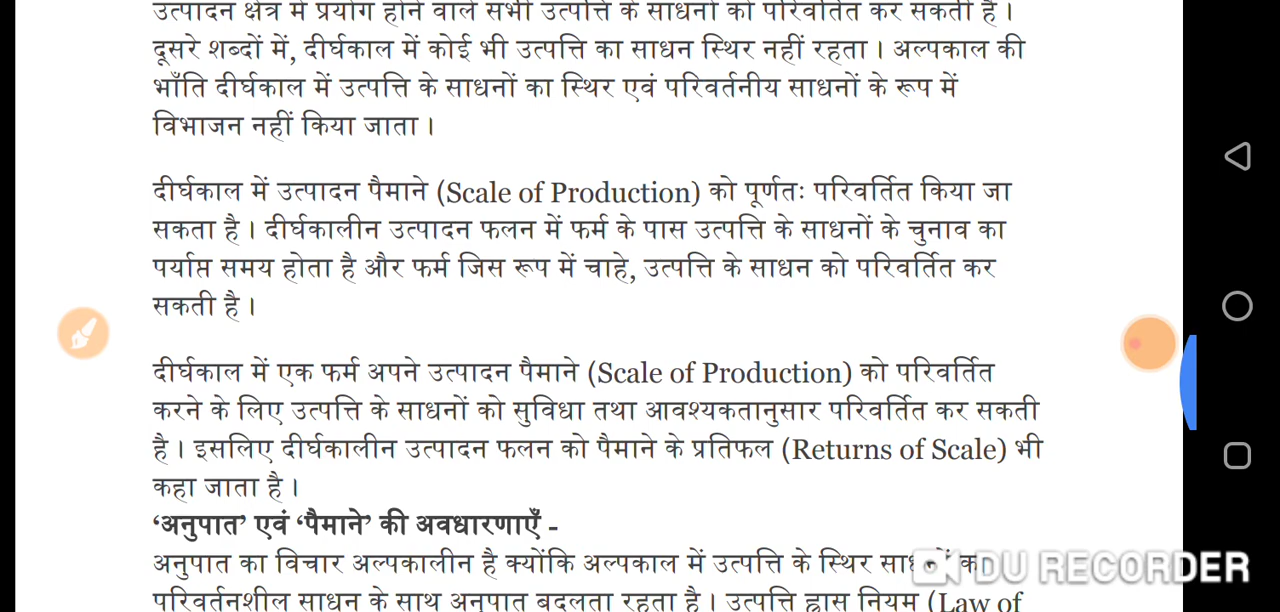 उत्पादन क्षेत्र में प्रयोग होने वाले सभी उत्पत्ति के साधनों को परिवर्तित कर सकती है ।
दूसरे शब्दों में, दीर्घकाल में कोई भी उत्पत्ति का साधन स्थिर नहीं रहता । अल्पकाल की
भाँति दीर्घकाल में उत्पत्ति के साधनों का स्थिर एवं परिवर्तनीय साधनों के रूप में
विभाजन नहीं किया जाता ।
दीर्घकाल में उत्पादन पैमाने (Scale of Production) को पूर्णतः परिवर्तित किया जा
सकता है । दीर्घकालीन उत्पादन फलन में फर्म के पास उत्पत्ति के साधनों के चुनाव का
पर्याप्त समय होता है और फर्म जिस रूप में चाहे, उत्पत्ति के साधन को परिवर्तित कर
सकती है ।
दीर्घकाल में एक फर्म अपने उत्पादन पैमाने (Scale of Production) को परिवर्तित
करने के लिए उत्पत्ति के साधनों को सुविधा तथा आवश्यकतानुसार परिवर्तित कर सकती
है । इसलिए दीर्घकालीन उत्पादन फलन को पैमाने के प्रतिफल (Returns of Scale) भी
कहा जाता है ।
‘अनुपात’ एवं ‘पैमाने’ की अवधारणाएँ -
अनुपात का विचार अल्पकालीन है क्योंकि अल्पकाल में उत्पत्ति के स्थिर साधनों का
DU RECORDER
परिवर्तनशील साधन के साथ अनुपात बदलता रहता है । उत्पत्ति ह्रास नियम (Law of